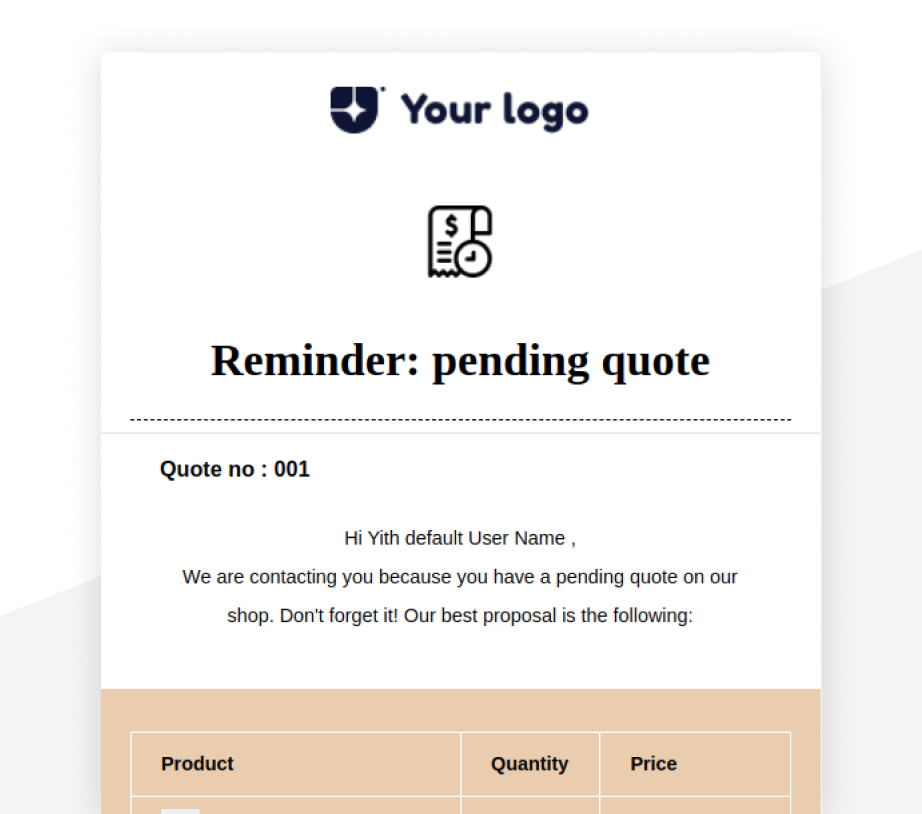 Your logo
$
Reminder: pending quote
Quote no : 001
Hi Yith default User Name ,
We are contacting you because you have a pending quote on our
shop. Don't forget it! Our best proposal is the following:
Product Quantity Price